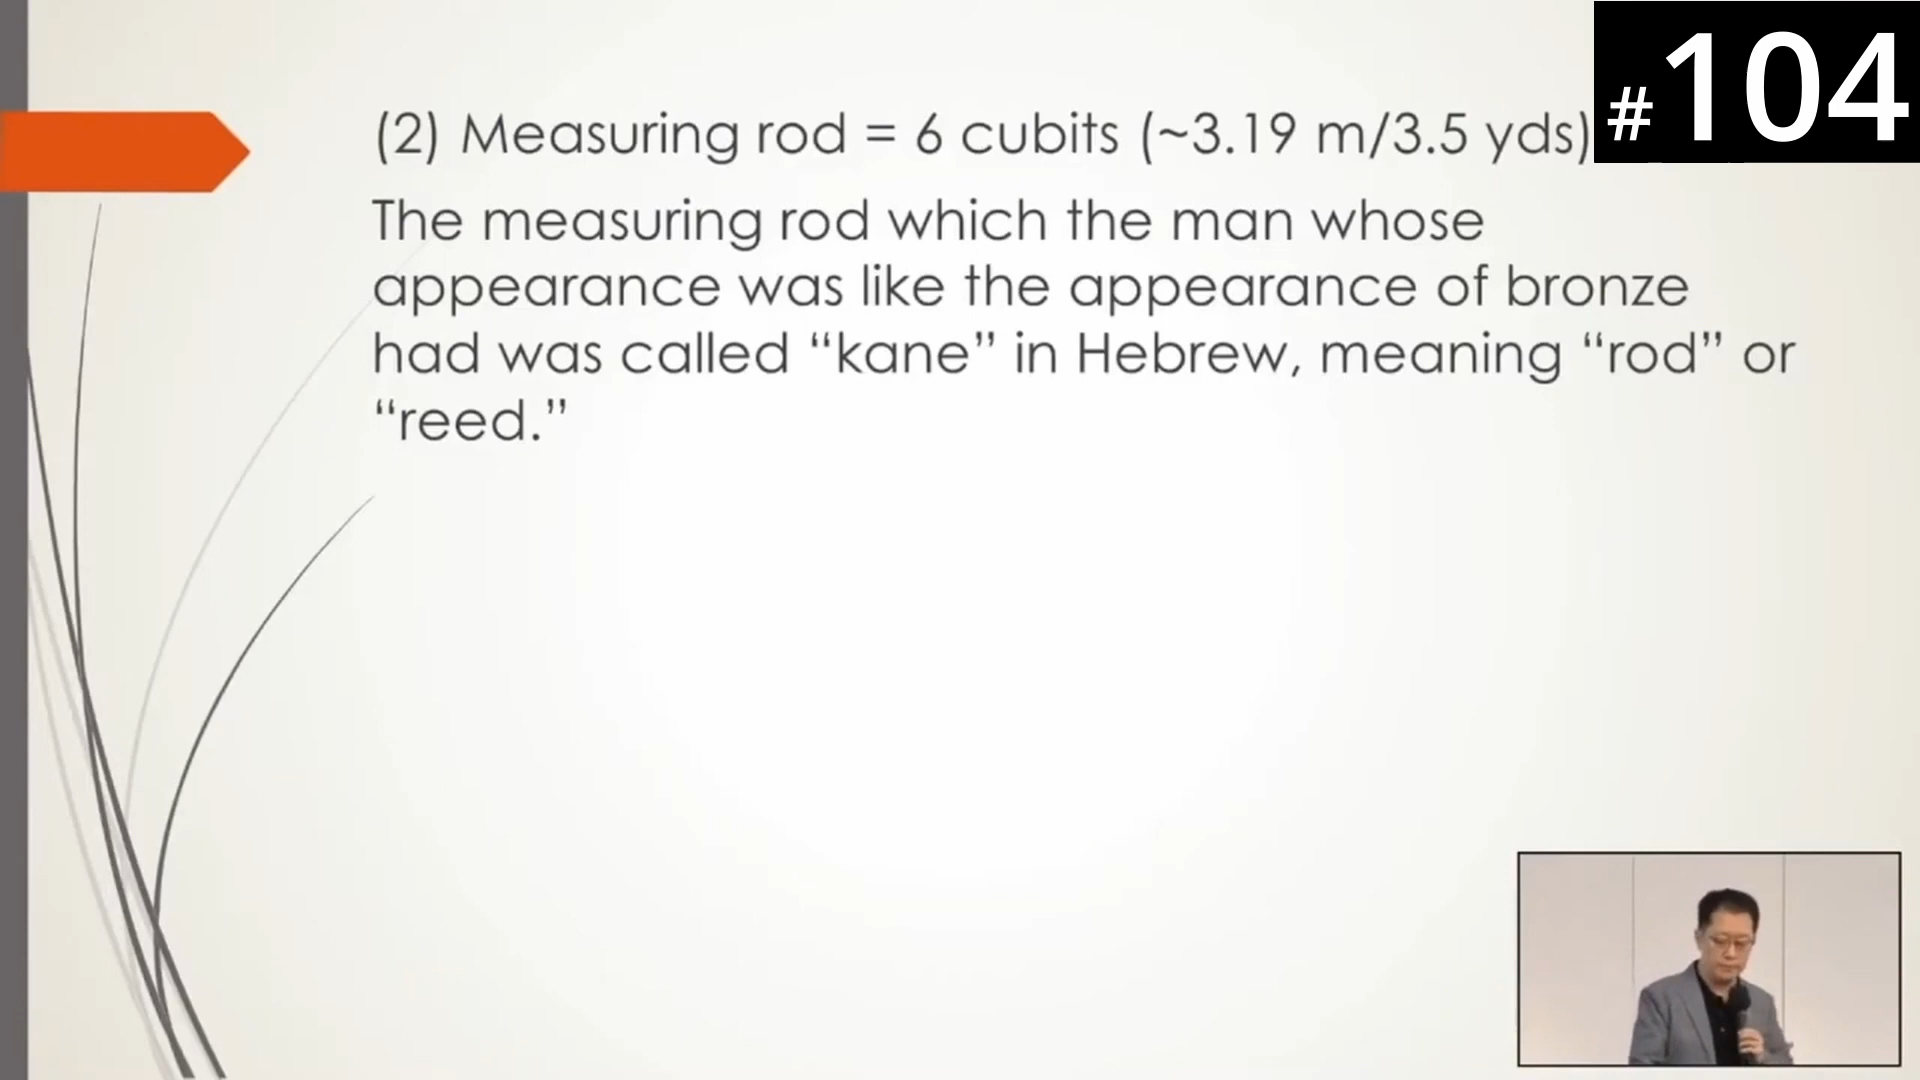 #104
(2) Measuring rod = 6 cubits (~3.19 m/3.5 yds)
The measuring rod which the man whose
appearance was like the appearance of bronze
had was called “kane” in Hebrew, meaning “rod” or
“reed.”